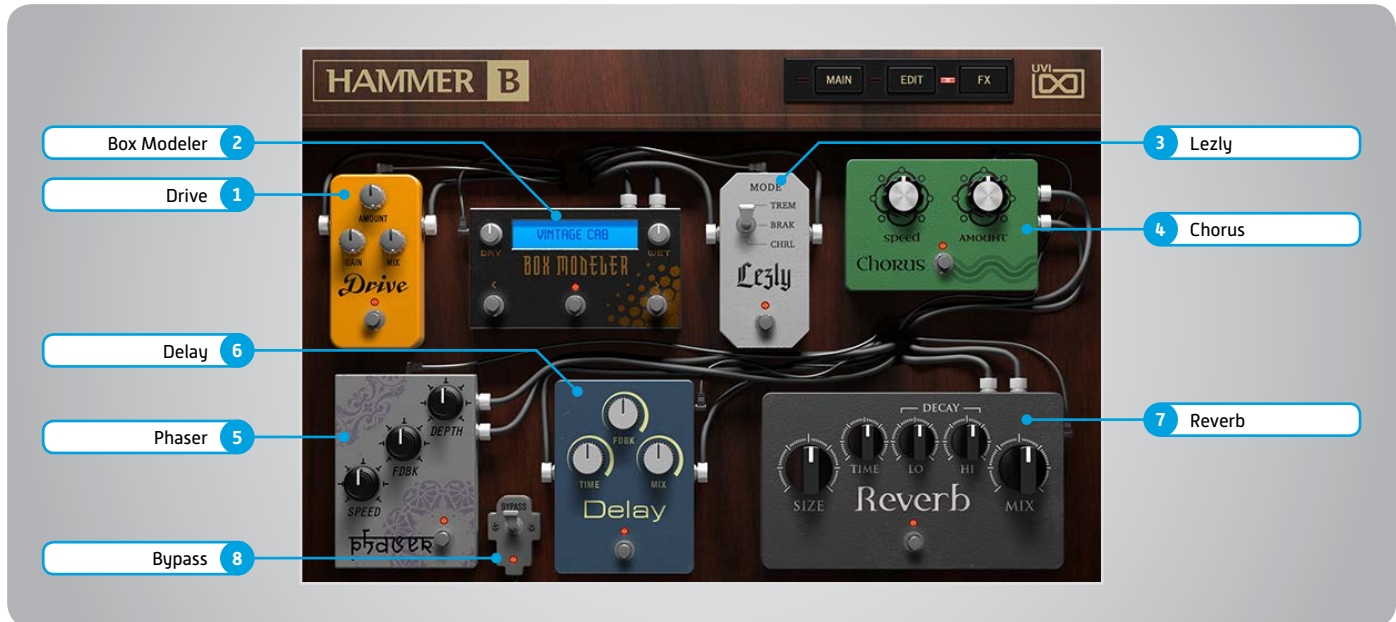 HAMMER B
MAIN
EDIT
FX
UVI
Box Modeler 2
3 Lezly
Drive 1
4 Chorus
AMOUNT
GAIN
MIX
Drive
VINTAGE CAB
DRY
WET
BOX MODELER
<
>
MODE
TREM
BRAK
CHRL
Lezly
speed
AMOUNT
Chorus
Delay 6
Phaser 5
7 Reverb
Bypass 8
DEPTH
FDBK
SPEED
phaser
BYPASS
FDBK
TIME
MIX
Delay
DECAY
SIZE
TIME
LO
HI
MIX
Reverb